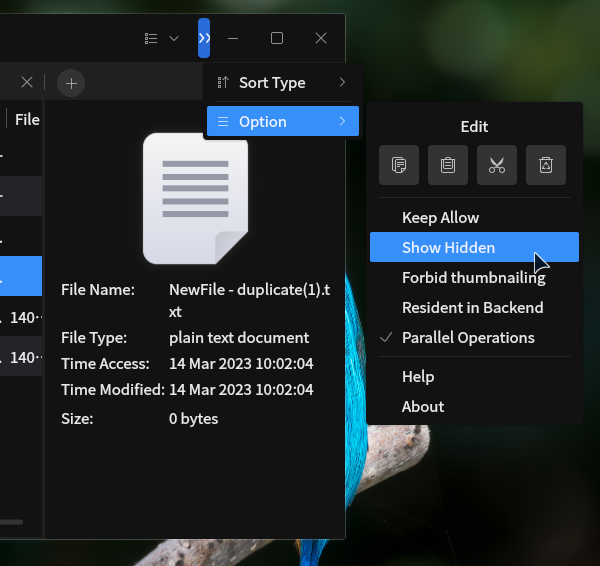 Sort Type
File
Option
Edit
File Name: NewFile - duplicate(1).t
xt
File Type: plain text document
Time Access: 14 Mar 2023 10:02:04
Time Modified: 14 Mar 2023 10:02:04
Size: 0 bytes
140··
140··
Keep Allow
Show Hidden
Forbid thumbnailing
Resident in Backend
Parallel Operations
Help
About